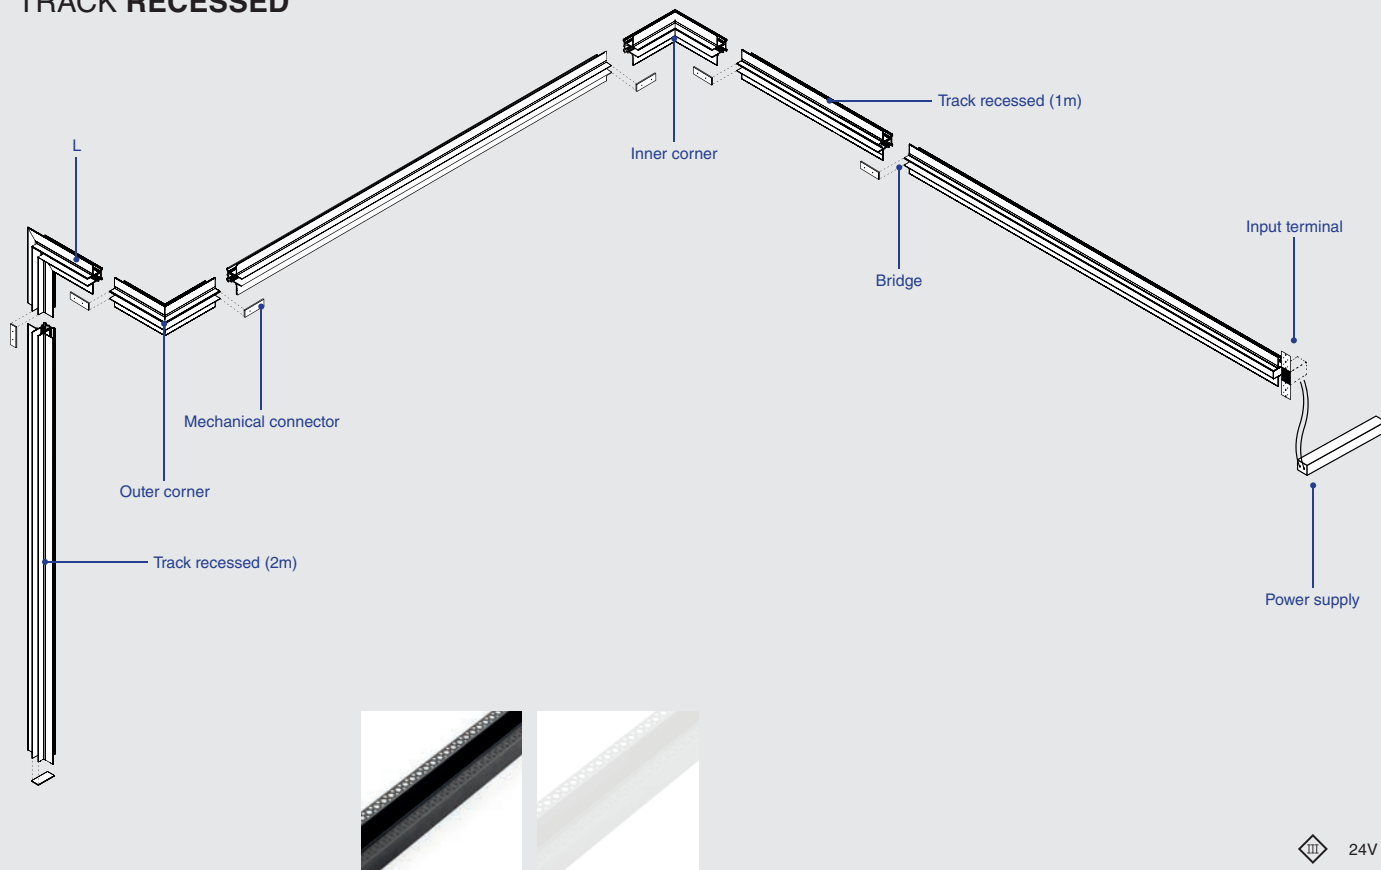 TRACK RECESSED
Track recessed (1m)
L
Inner corner
Input terminal
Bridge
Mechanical connector
Outer corner
Track recessed (2m)
Power supply
III 24V